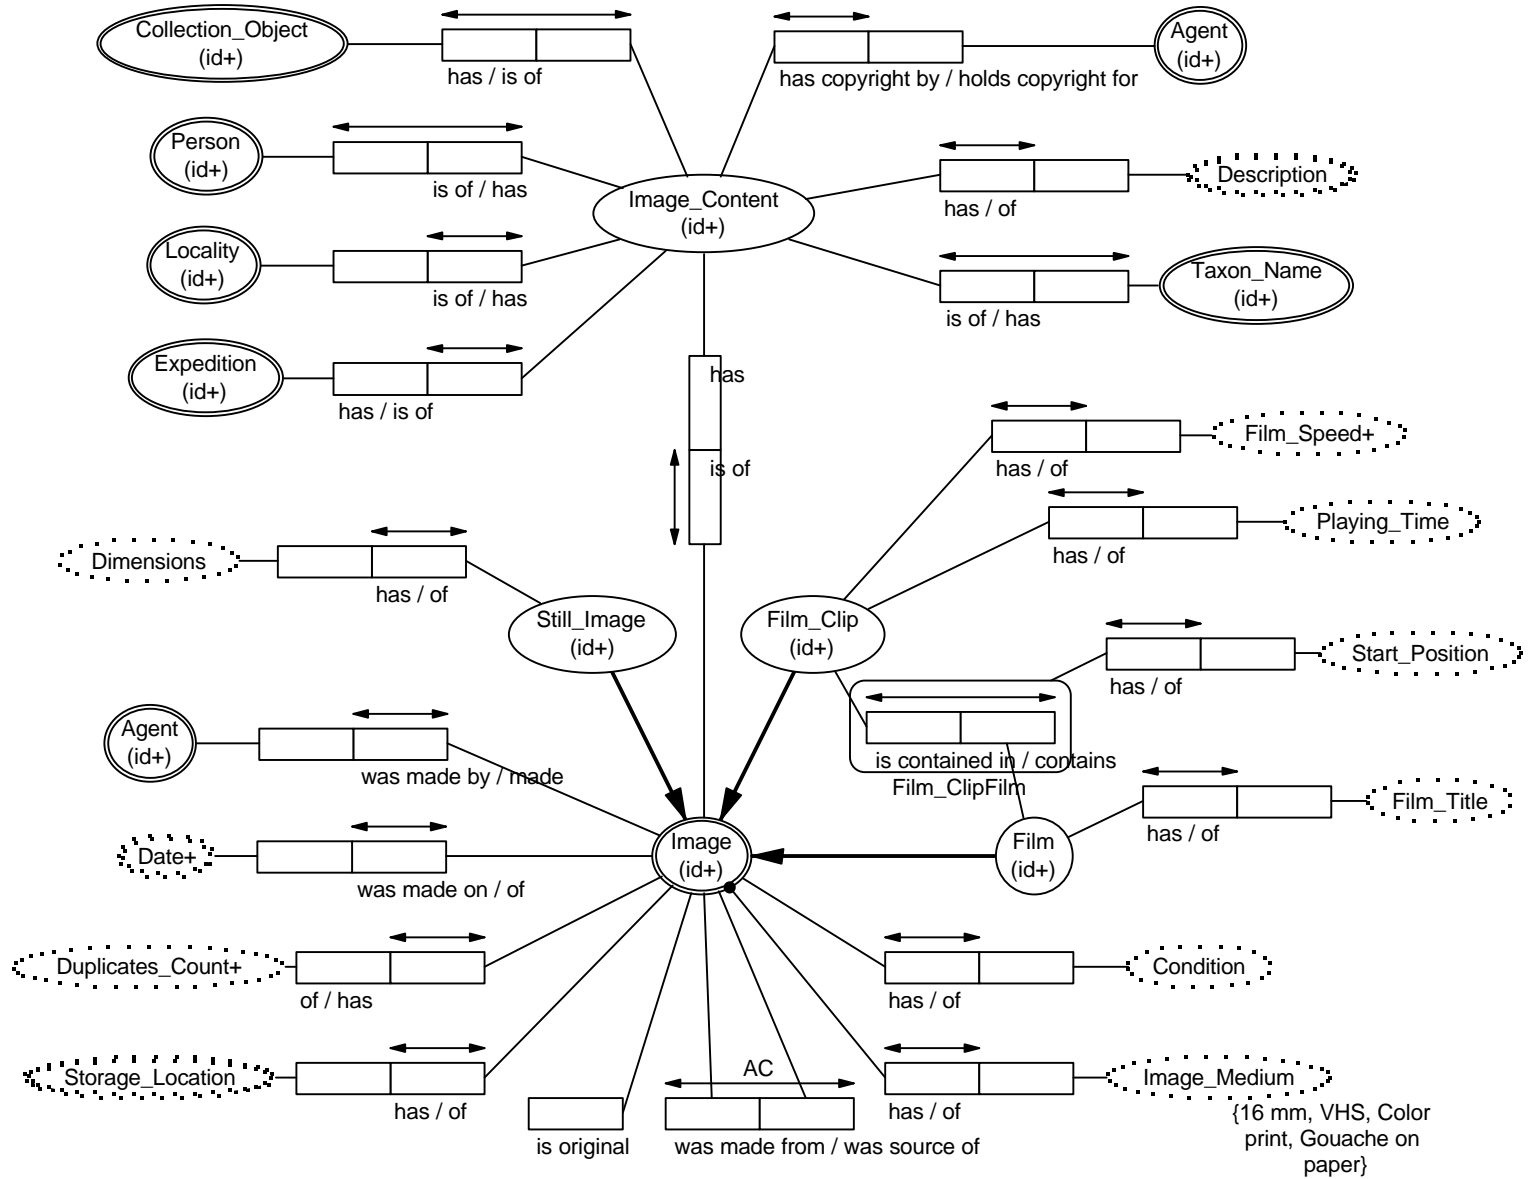 Collection_Object
(id+)
has / is of
has copyright by / holds copyright for
Agent
(id+)
Person
(id+)
is of / has
Image_Content
(id+)
has / of
Description
Locality
(id+)
is of / has
is of / has
Taxon_Name
(id+)
Expedition
(id+)
has / is of
has
is of
has / of
Film_Speed+
has / of
Playing_Time
Dimensions
has / of
Still_Image
(id+)
Film_Clip
(id+)
has / of
Start_Position
Agent
(id+)
was made by / made
is contained in / contains
Film_ClipFilm
has / of
Film_Title
Date+
was made on / of
Image
(id+)
Film
(id+)
Duplicates_Count+
of / has
has / of
Condition
Storage_Location
has / of
is original
AC
was made from / was source of
has / of
Image_Medium
{16 mm, VHS, Color
print, Gouache on
paper}